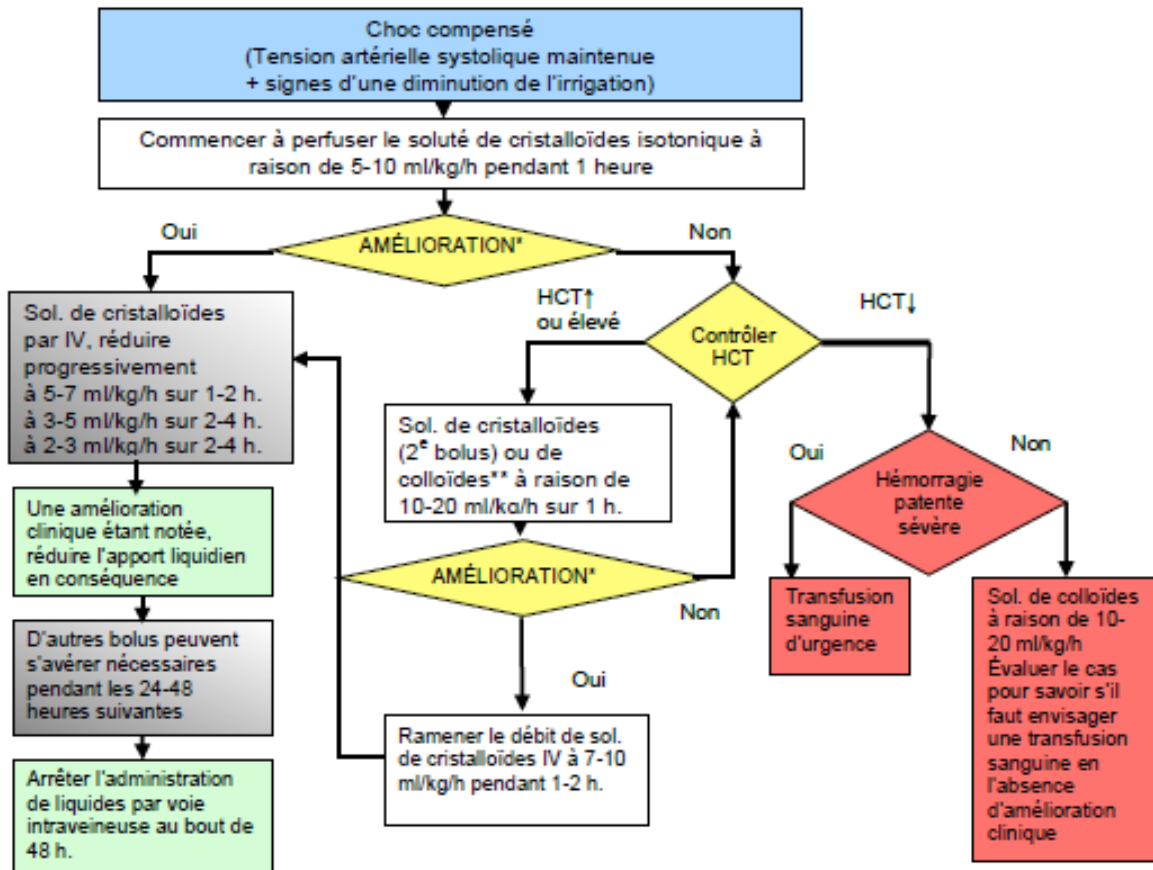 Choc compensé
(Tension artérielle systolique maintenue
+ signes d'une diminution de l'irrigation)
Commencer à perfuser le soluté de cristalloïdes isotonique à
raison de 5-10 ml/kg/h pendant 1 heure
Oui
AMÉLIORATION*
Non
Sol. de cristalloïdes
par IV, réduire
progressivement
à 5-7 ml/kg/h sur 1-2 h.
à 3-5 ml/kg/h sur 2-4 h.
à 2-3 ml/kg/h sur 2-4 h.
HCT↑
ou élevé
Contrôler
HCT
HCT↓
Sol. de cristalloïdes
(2e bolus) ou de
colloïdes** à raison de
10-20 ml/kg/h sur 1 h.
Oui
Hémorragie
patente
sévère
Non
Une amélioration
clinique étant notée,
réduire l'apport liquidien
en conséquence
AMÉLIORATION*
Non
Oui
Transfusion
sanguine
d'urgence
Sol. de colloïdes
à raison de 10-
20 ml/kg/h
Évaluer le cas
pour savoir s'il
faut envisager
une transfusion
sanguine en
l'absence
d'amélioration
clinique
D'autres bolus peuvent
s'avérer nécessaires
pendant les 24-48
heures suivantes
Ramener le débit de sol.
de cristalloïdes IV à 7-10
ml/kg/h pendant 1-2 h.
Arrêter l'administration
de liquides par voie
intraveineuse au bout de
48 h.